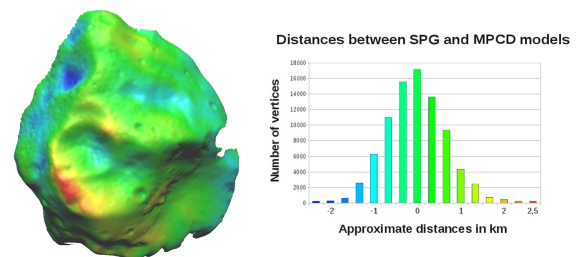 Distances between SPG and MPCD models
Number of vertices
18000
16000
14000
12000
10000
8000
6000
4000
2000
0
-2 -1 0 1 2 2,5
Approximate distances in km